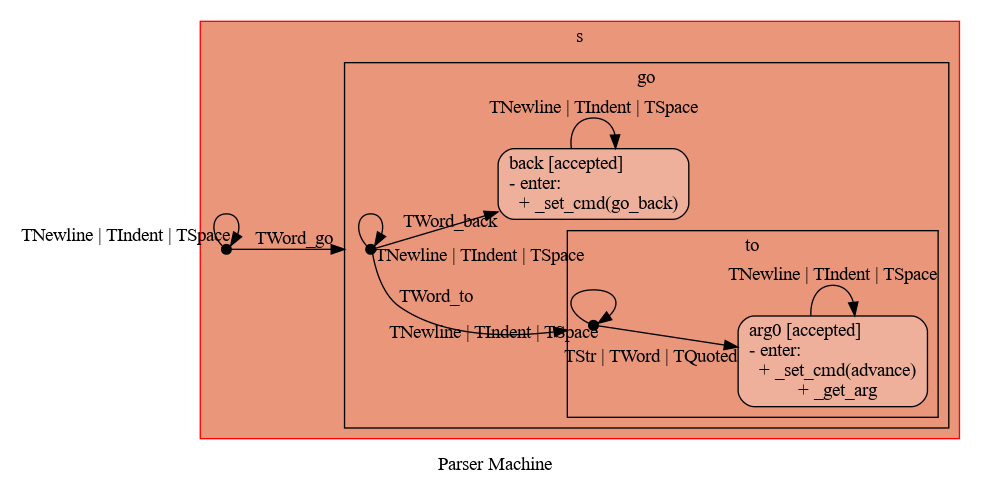 s
go
TNewline | TIndent | TSpace
back [accepted]
- enter:
+ _set_cmd(go_back)
TWord_back
TNewline | TIndent | TSpace
TWord_go
TNewline | TIndent | TSpace
to
TNewline | TIndent | TSpace
TWord_to
TNewline | TIndent | TSpace
arg0 [accepted]
- enter:
+ _set_cmd(advance)
+ _get_arg
TStr | TWord | TQuoted
Parser Machine